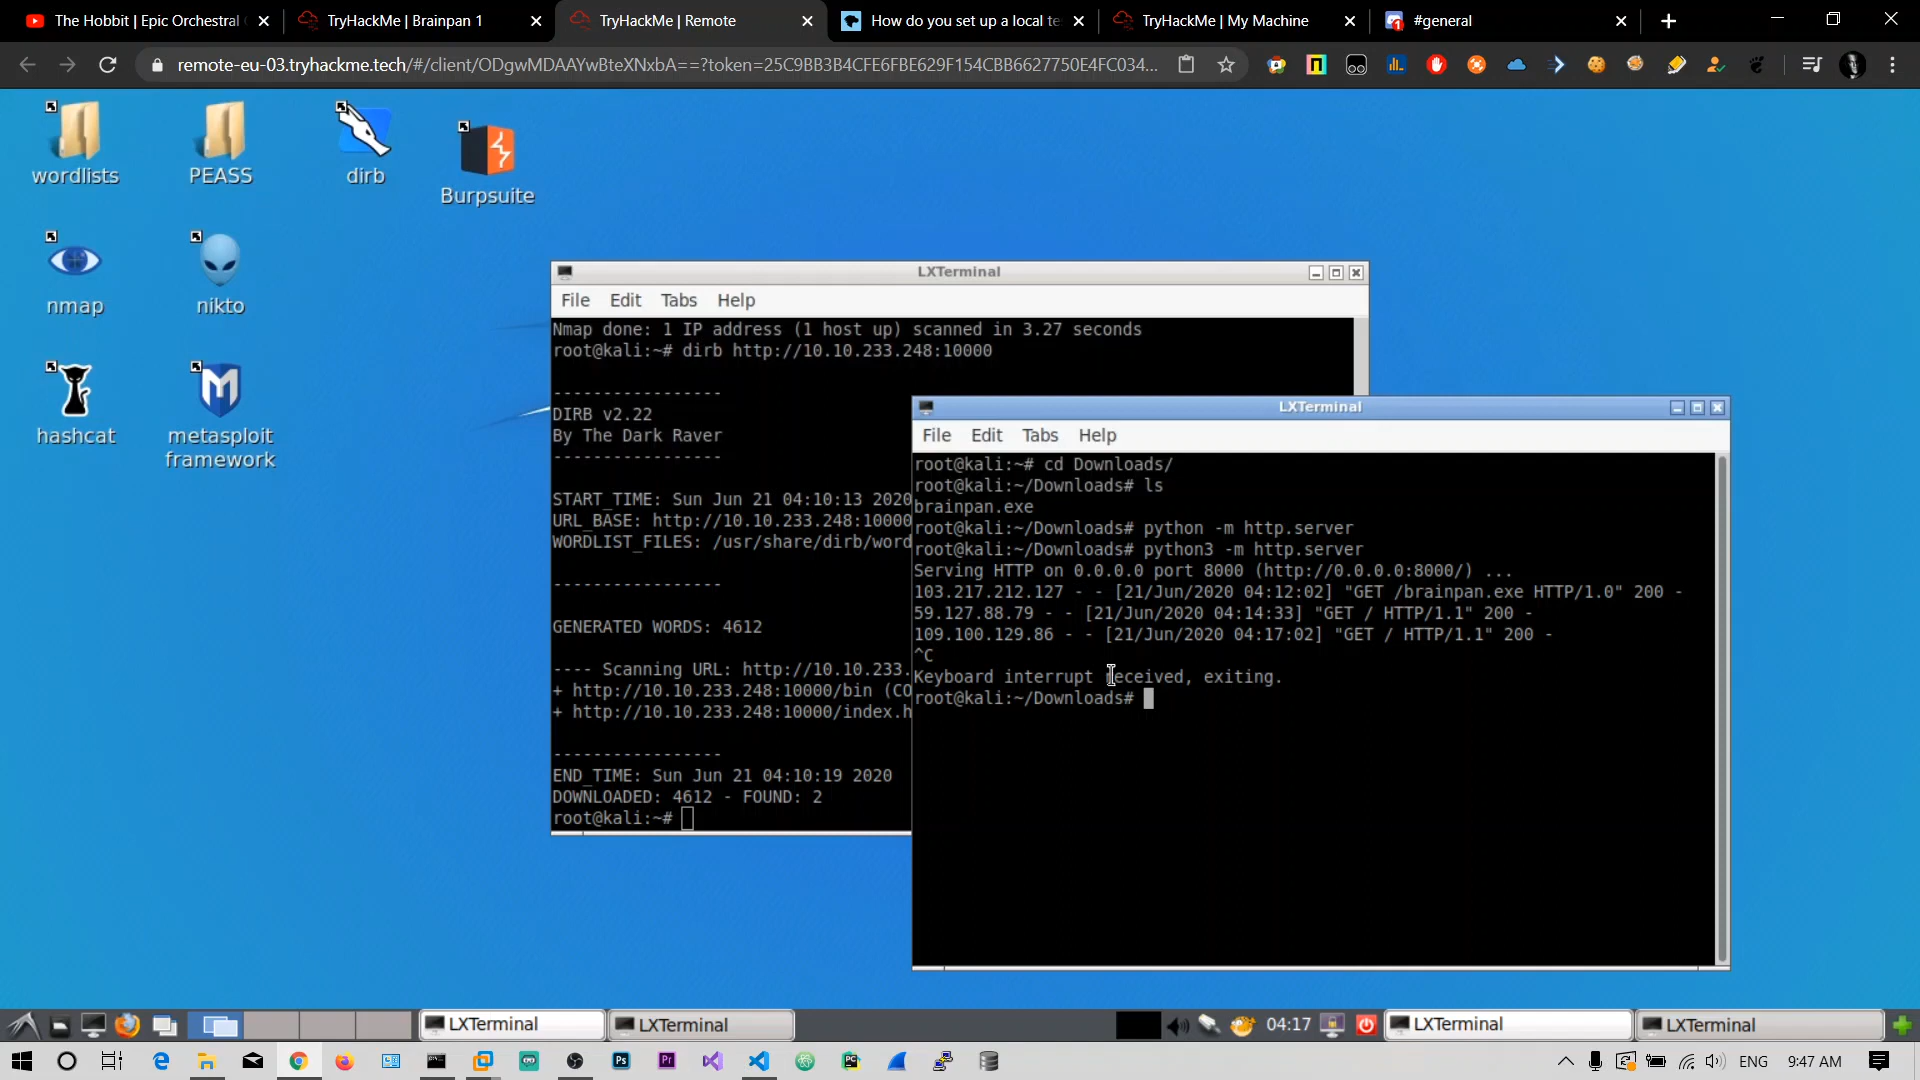 The Hobbit | Epic Orchestral
TryHackMe | Brainpan 1
TryHackMe | Remote
How do you set up a local te
TryHackMe | My Machine
#general
remote-eu-03.tryhackme.tech/#/client/ODgwMDAAYwBteXNxbA==?token=25C9BB3B4CFE6FBE629F154CBB6627750E4FC034...
wordlists
PEASS
dirb
Burpsuite
nmap
nikto
hashcat
metasploit
framework
LXTerminal
File Edit Tabs Help
Nmap done: 1 IP address (1 host up) scanned in 3.27 seconds
root@kali:~# dirb http://10.10.233.248:10000
-----------------
DIRB v2.22
By The Dark Raver
-----------------
START_TIME: Sun Jun 21 04:10:13 2020
URL_BASE: http://10.10.233.248:10000
WORDLIST_FILES: /usr/share/dirb/word
-----------------
GENERATED WORDS: 4612
---- Scanning URL: http://10.10.233.
+ http://10.10.233.248:10000/bin (CO
+ http://10.10.233.248:10000/index.h
-----------------
END_TIME: Sun Jun 21 04:10:19 2020
DOWNLOADED: 4612 - FOUND: 2
root@kali:~#
LXTerminal
File Edit Tabs Help
root@kali:~# cd Downloads/
root@kali:~/Downloads# ls
brainpan.exe
root@kali:~/Downloads# python -m http.server
root@kali:~/Downloads# python3 -m http.server
Serving HTTP on 0.0.0.0 port 8000 (http://0.0.0.0:8000/) ...
103.217.212.127 - - [21/Jun/2020 04:12:02] "GET /brainpan.exe HTTP/1.0" 200 -
59.127.88.79 - - [21/Jun/2020 04:14:33] "GET / HTTP/1.1" 200 -
109.100.129.86 - - [21/Jun/2020 04:17:02] "GET / HTTP/1.1" 200 -
^C
Keyboard interrupt received, exiting.
root@kali:~/Downloads#
LXTerminal
LXTerminal
04:17
LXTerminal
LXTerminal
Ps
Pr
PC
ENG
9:47 AM